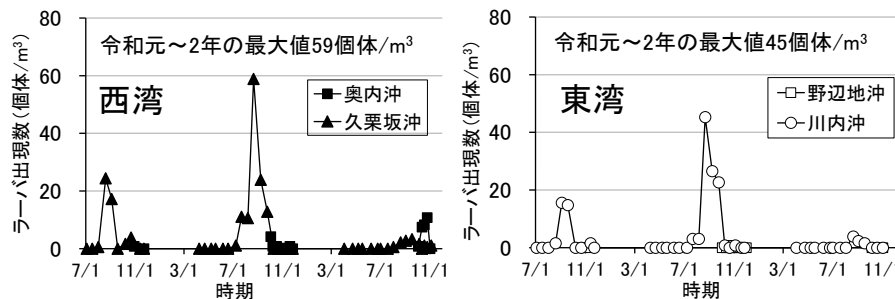 80
60
40
20
0
ラーバ出現数(個体/m³)
令和元～2年の最大値59個体/m³
西湾
奥内沖
久栗坂沖
7/1 11/1 3/1 7/1 11/1 3/1 7/1 11/1
時期
80
60
40
20
0
ラーバ出現数(個体/m³)
令和元～2年の最大値45個体/m³
東湾
野辺地沖
川内沖
7/1 11/1 3/1 7/1 11/1 3/1 7/1 11/1
時期